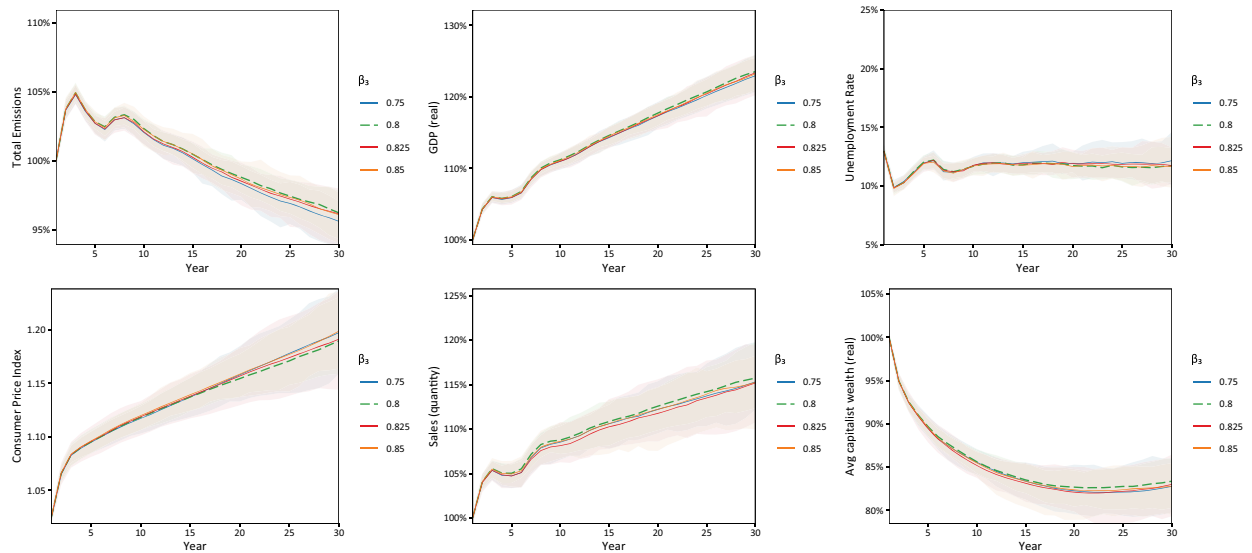 110%
105%
100%
95%
Total Emissions
5 10 15 20 25 30
Year
β₃
0.75
0.8
0.825
0.85
130%
120%
110%
100%
GDP (real)
5 10 15 20 25 30
Year
β₃
0.75
0.8
0.825
0.85
25%
20%
15%
10%
5%
Unemployment Rate
5 10 15 20 25 30
Year
β₃
0.75
0.8
0.825
0.85
1.20
1.15
1.10
1.05
Consumer Price Index
5 10 15 20 25 30
Year
β₃
0.75
0.8
0.825
0.85
125%
120%
115%
110%
105%
100%
Sales (quantity)
5 10 15 20 25 30
Year
β₃
0.75
0.8
0.825
0.85
105%
100%
95%
90%
85%
80%
Avg capitalist wealth (real)
5 10 15 20 25 30
Year
β₃
0.75
0.8
0.825
0.85